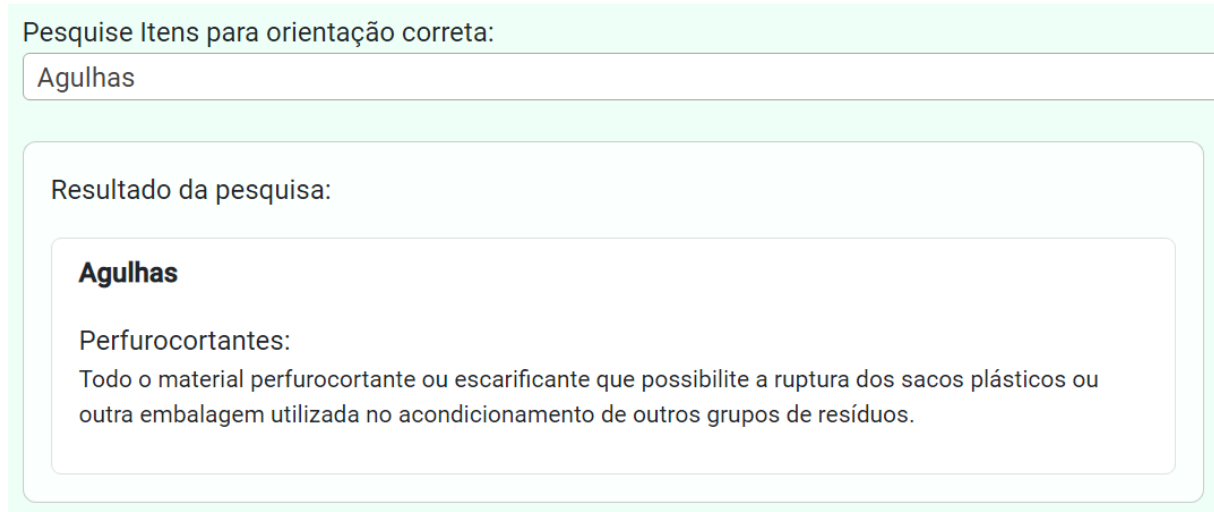 Pesquise Itens para orientação correta:
Agulhas
Resultado da pesquisa:
Agulhas
Perfurocortantes:
Todo o material perfurocortante ou escarificante que possibilite a ruptura dos sacos plásticos ou
outra embalagem utilizada no acondicionamento de outros grupos de resíduos.